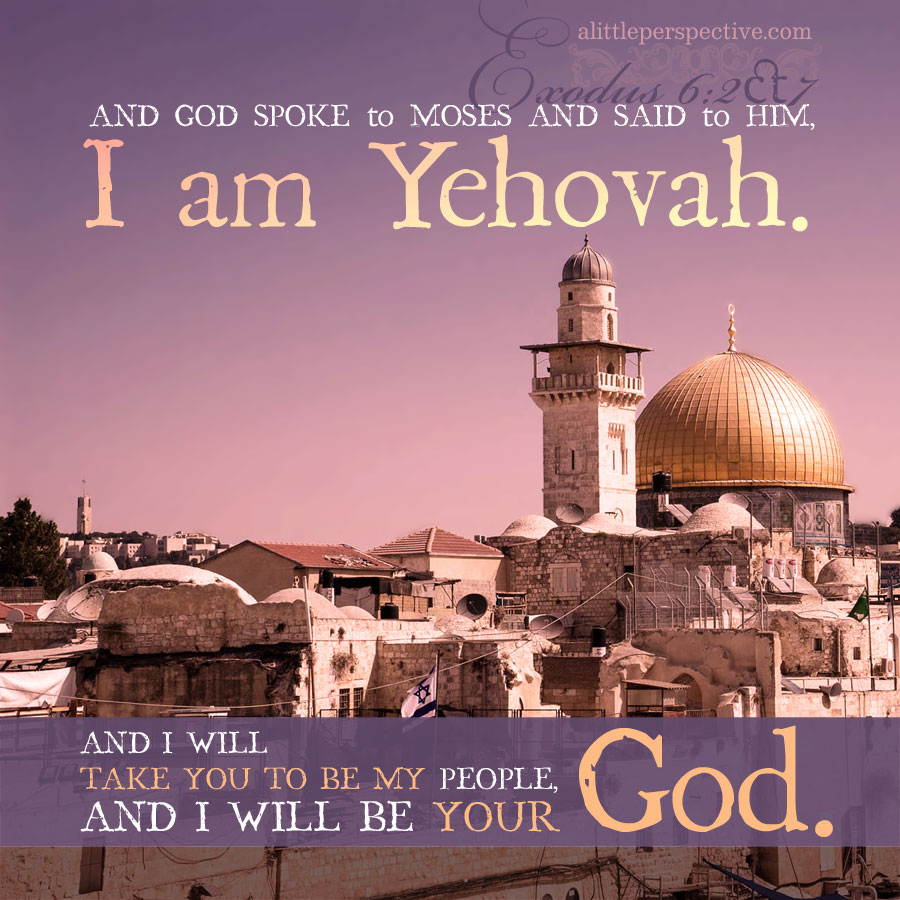 alittleperspective.com
Exodus 6:2 & 7
AND GOD SPOKE to MOSES AND SAID to HIM,
I am Yehovah.
AND I WILL
TAKE YOU TO BE MY PEOPLE,
AND I WILL BE YOUR God.